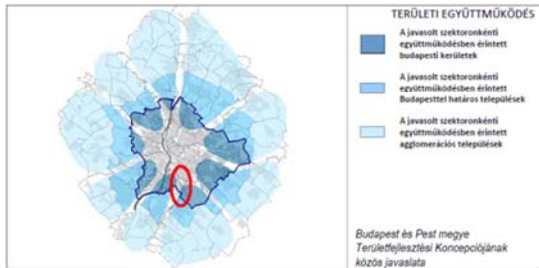 TERÜLETI EGYÜTTMŰKÖDÉS
A javasolt szektoronkénti
együttműködésben érintett
budapesti kerületek
A javasolt szektoronkénti
együttműködésben érintett
Budapesttel határos települések
A javasolt szektoronkénti
együttműködésben érintett
agglomerációs települések
Budapest és Pest megye
Területfejlesztési Koncepciójának
közös javaslata